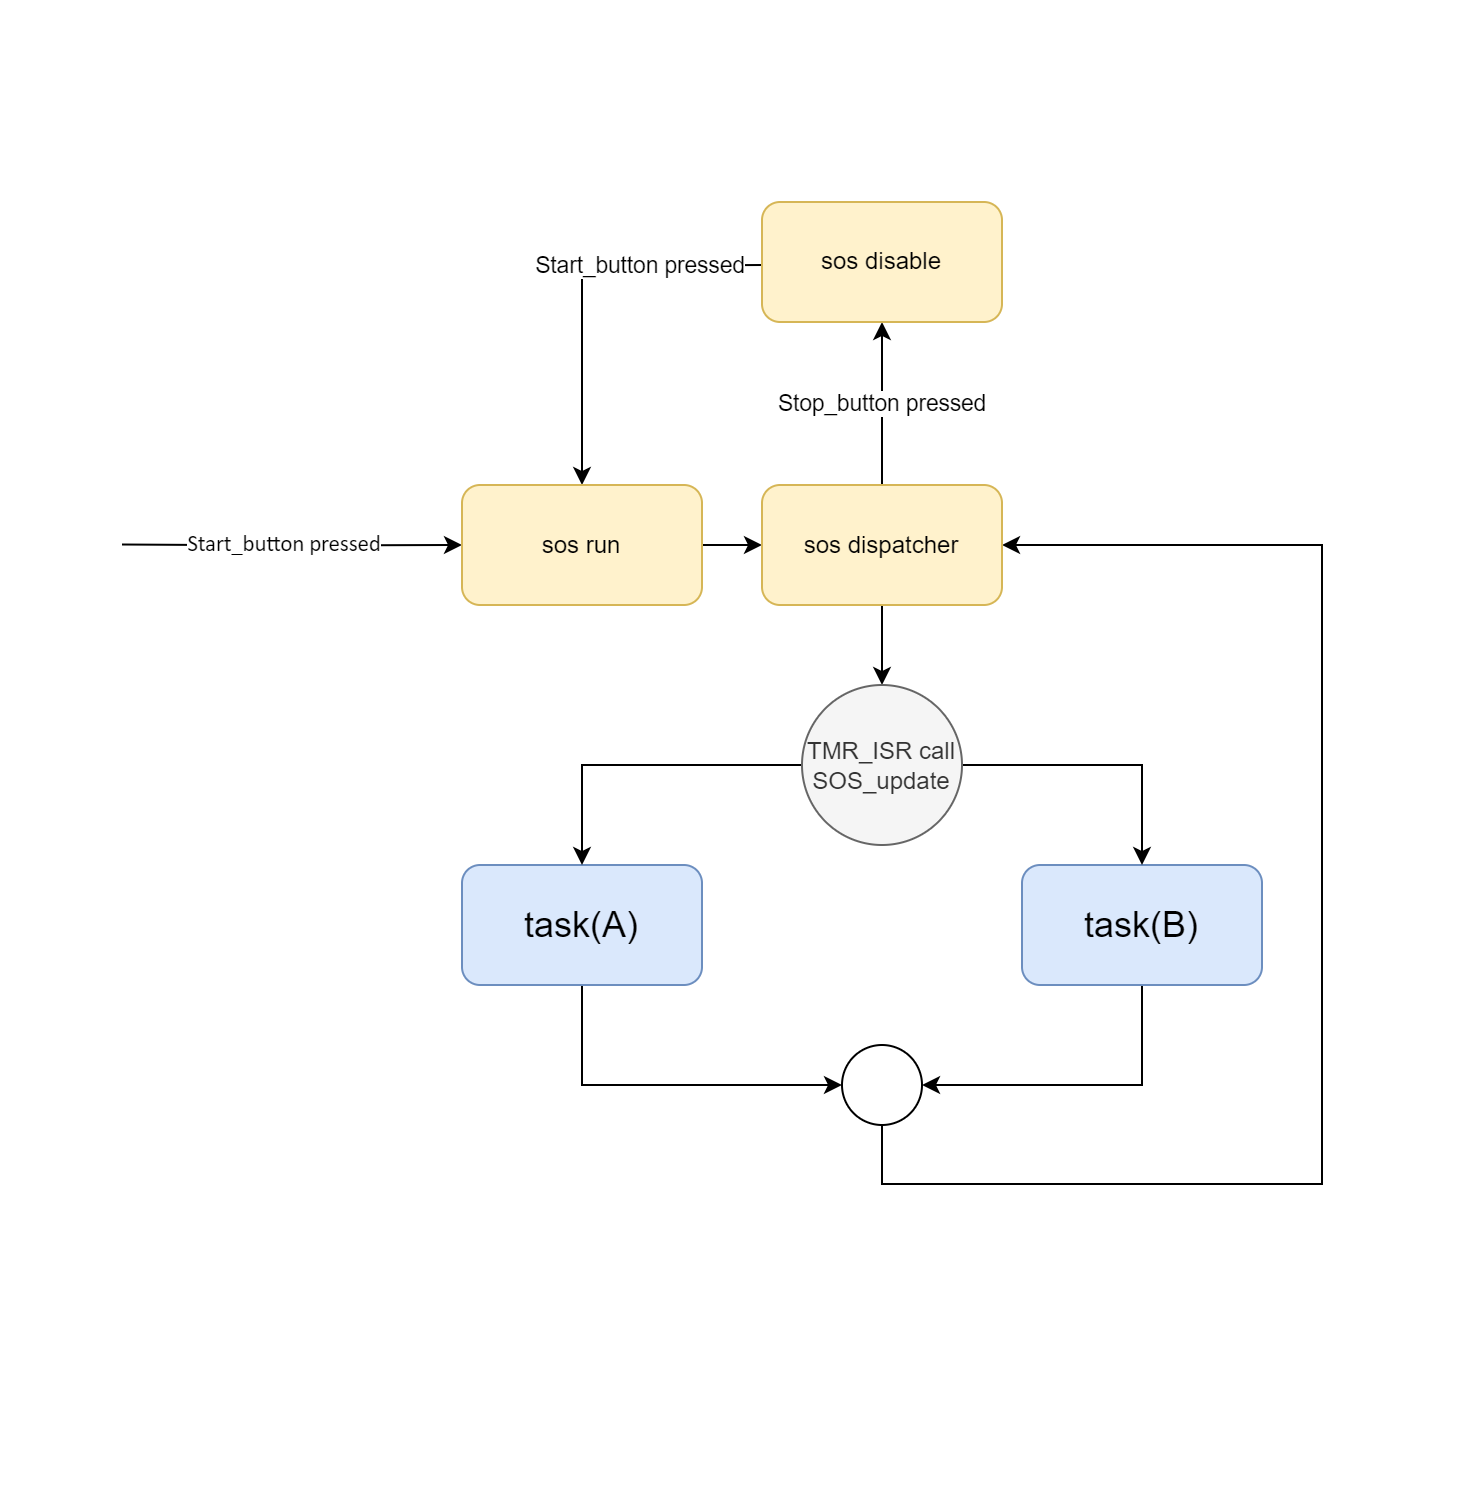 sos disable
Start_button pressed
Stop_button pressed
Start_button pressed
sos run
sos dispatcher
TMR_ISR call
SOS_update
task(A)
task(B)